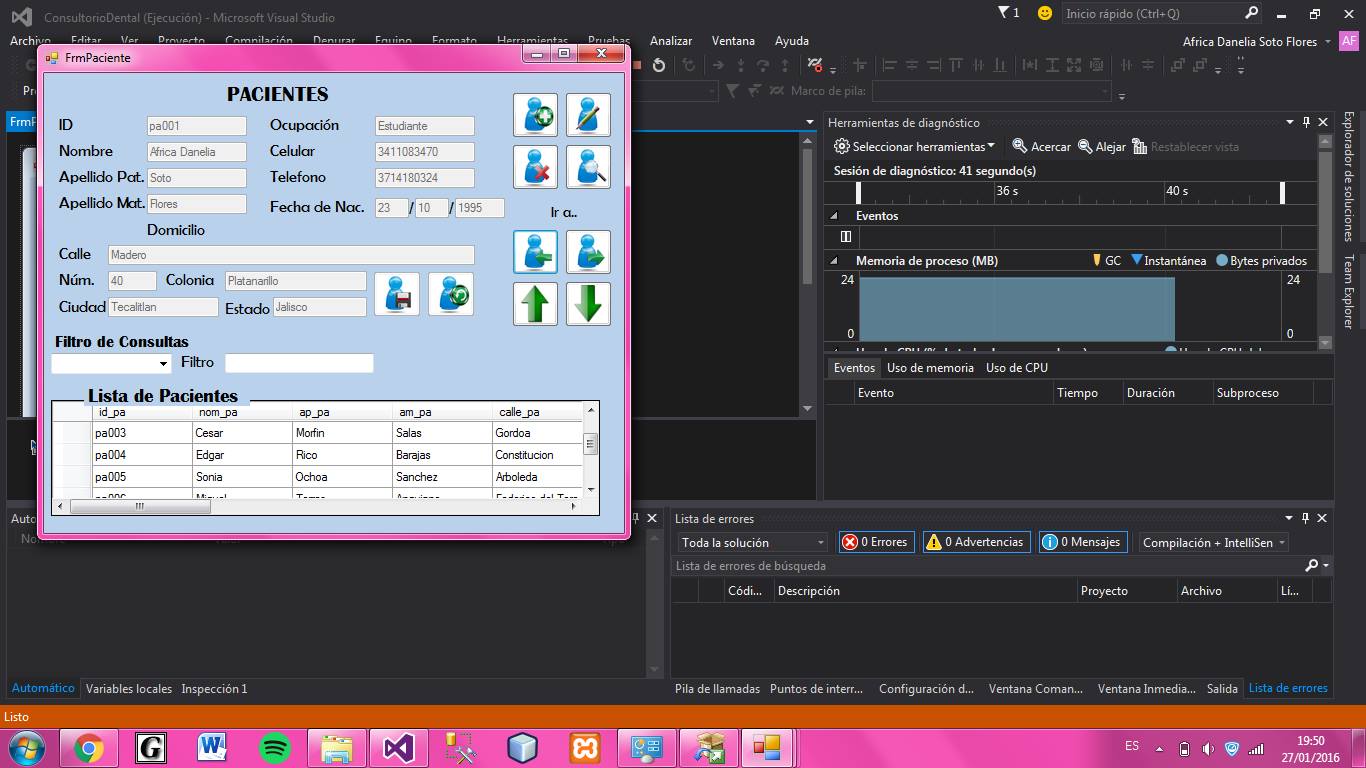 ConsultorioDental (Ejecución) - Microsoft Visual Studio
1
Inicio rápido (Ctrl+Q)
Archivo Editar Ver Proyecto Compilación Depurar Equipo Formato Herramientas Pruebas Analizar Ventana Ayuda
Africa Danelia Soto Flores
AF
Marco de pila:
FrmPaciente
PACIENTES
ID pa001 Ocupación Estudiante
Nombre Africa Danelia Celular 3411083470
Apellido Pat. Soto Telefono 3714180324
Apellido Mat. Flores Fecha de Nac. 23 / 10 / 1995
Ir a..
Domicilio
Calle Madero
Núm. 40 Colonia Platanarillo
Ciudad Tecalitlan Estado Jalisco
Filtro de Consultas
Filtro
Lista de Pacientes
id_pa nom_pa ap_pa am_pa calle_pa
pa003 Cesar Morfin Salas Gordoa
pa004 Edgar Rico Barajas Constitucion
pa005 Sonia Ochoa Sanchez Arboleda
Herramientas de diagnóstico
Seleccionar herramientas Acercar Alejar Restablecer vista
Sesión de diagnóstico: 41 segundo(s)
36 s 40 s
Eventos
Memoria de proceso (MB) GC Instantánea Bytes privados
24 24
0 0
Eventos Uso de memoria Uso de CPU
Evento Tiempo Duración Subproceso
Explorador de soluciones
Team Explorer
Lista de errores
Toda la solución 0 Errores 0 Advertencias 0 Mensajes Compilación + IntelliSen
Lista de errores de búsqueda
Códi... Descripción Proyecto Archivo Lí...
Automático Variables locales Inspección 1
Pila de llamadas Puntos de interr... Configuración d... Ventana Coman... Ventana Inmedia... Salida Lista de errores
Listo
ES
19:50
27/01/2016